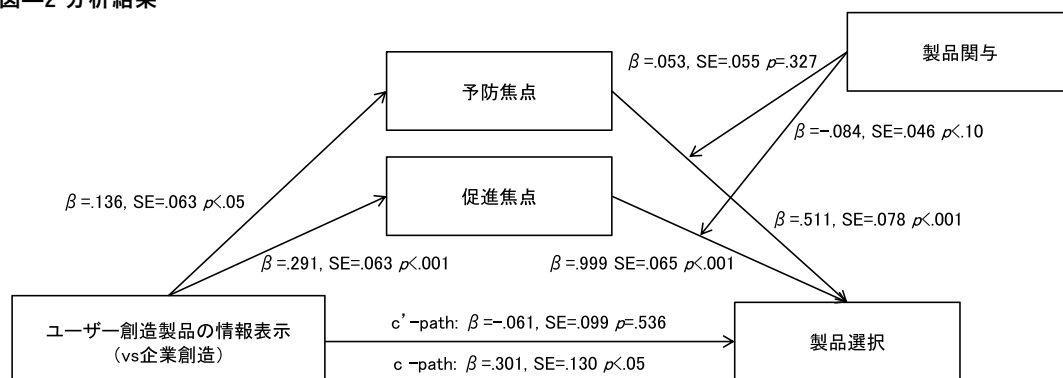 図―2 分析結果
製品関与
β=.053, SE=.055 p=.327
予防焦点
β=-.084, SE=.046 p<.10
促進焦点
β=.136, SE=.063 p<.05
β=.511, SE=.078 p<.001
β=.291, SE=.063 p<.001
β=.999 SE=.065 p<.001
ユーザー創造製品の情報表示
(vs企業創造)
c'-path: β=-.061, SE=.099 p=.536
c -path: β=.301, SE=.130 p<.05
製品選択